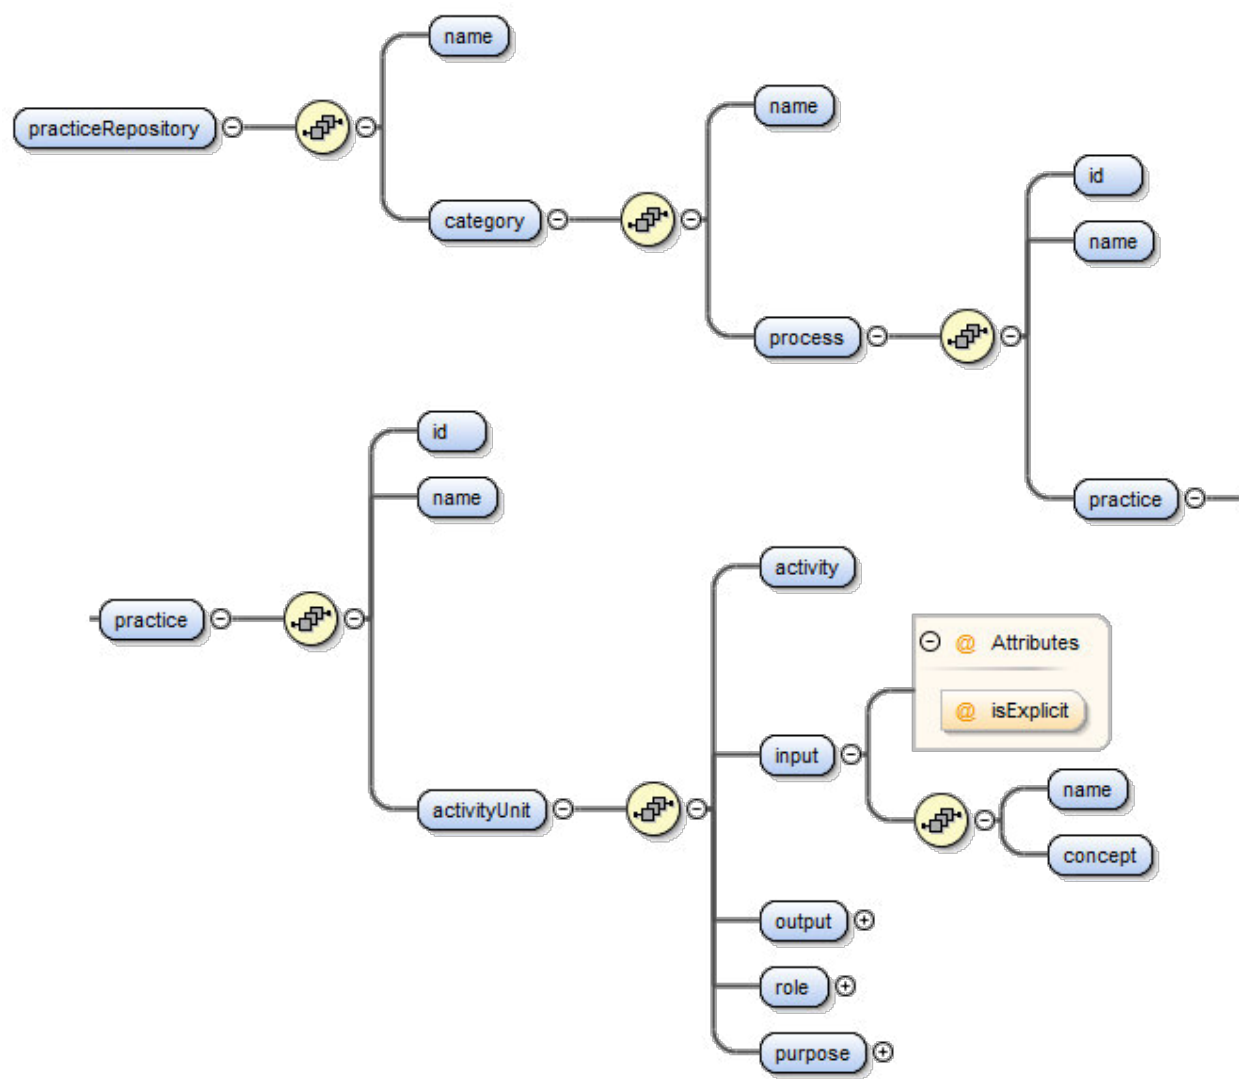 name
practiceRepository
name
category
id
name
process
practice
id
name
activity
practice
@ Attributes
@ isExplicit
input
name
activityUnit
concept
output
role
purpose